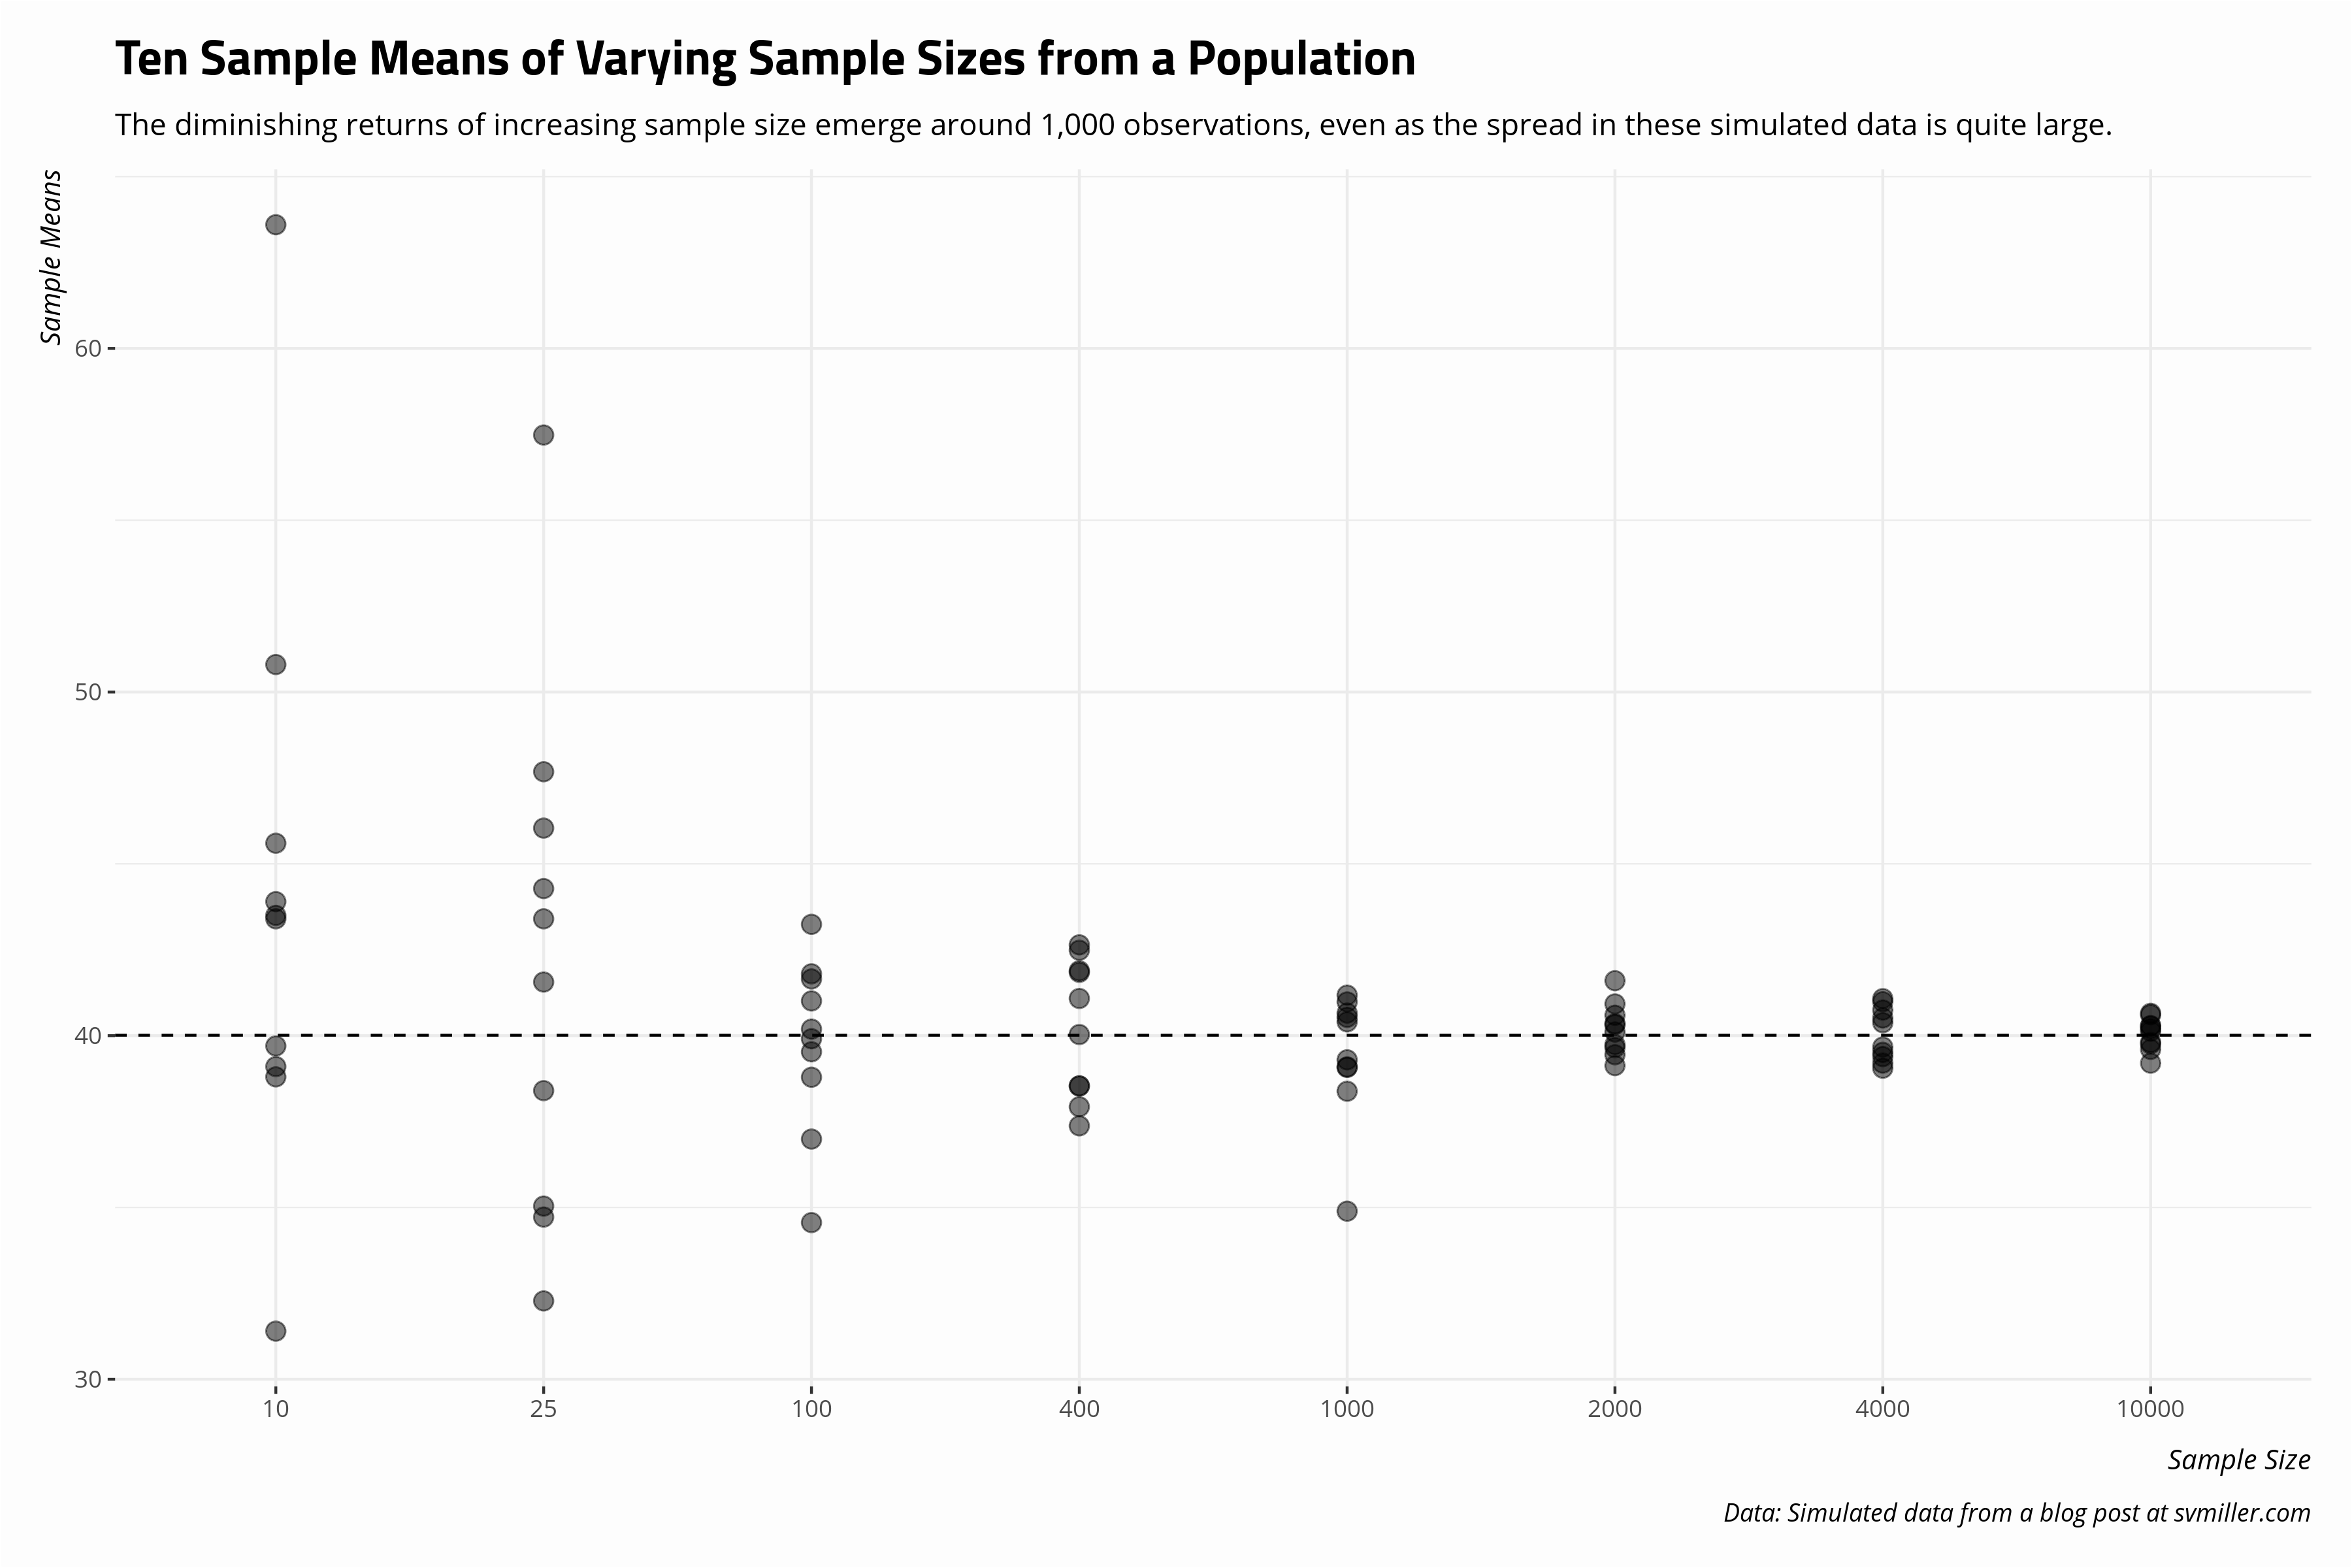 Ten Sample Means of Varying Sample Sizes from a Population
The diminishing returns of increasing sample size emerge around 1,000 observations, even as the spread in these simulated data is quite large.
Sample Means
60
50
40
30
10 25 100 400 1000 2000 4000 10000
Sample Size
Data: Simulated data from a blog post at svmiller.com